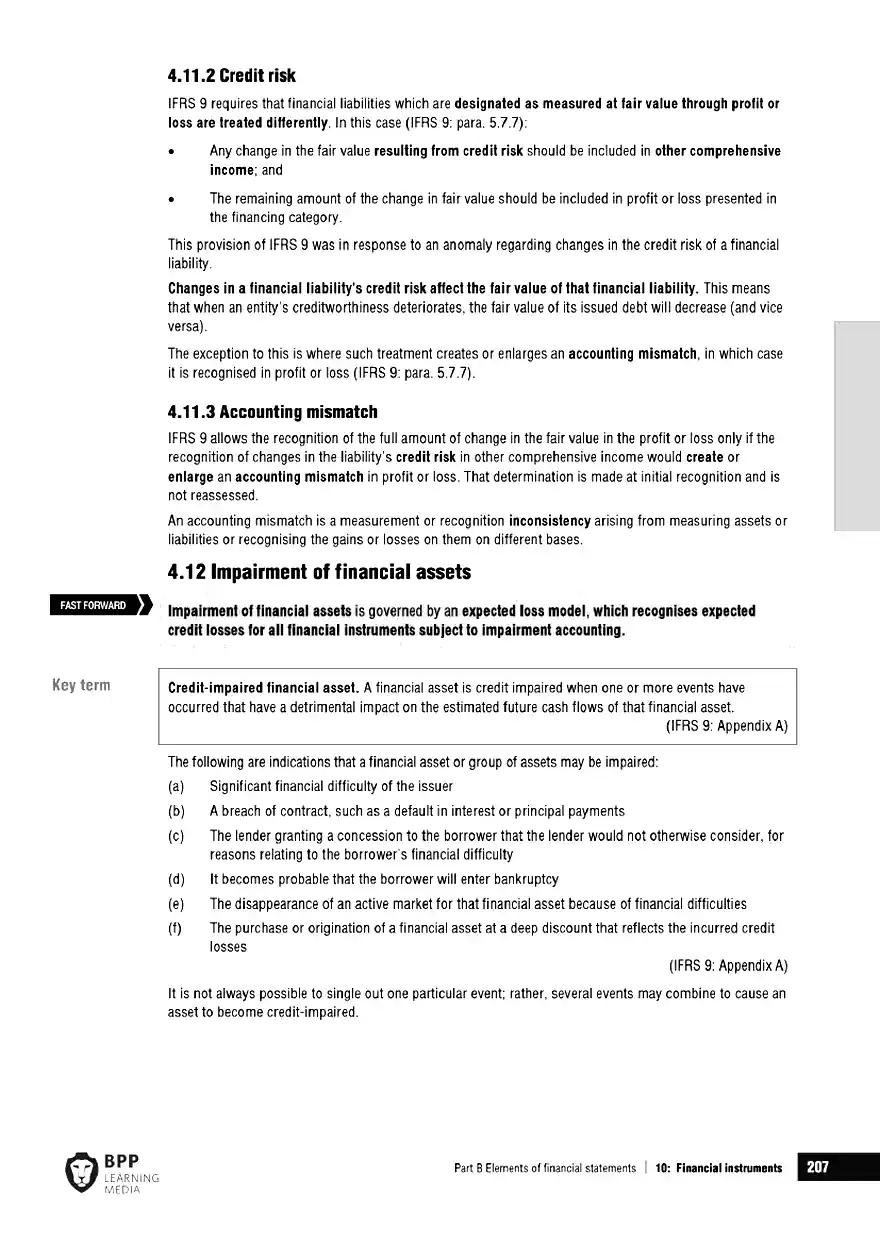 4.11.2 Credit risk
IFRS 9 requires that financial liabilities which are designated as measured at fair value through profit or
loss are treated differently. In this case (IFRS 9: para. 5.7.7):
• Any change in the fair value resulting from credit risk should be included in other comprehensive
income; and
• The remaining amount of the change in fair value should be included in profit or loss presented in
the financing category.
This provision of IFRS 9 was in response to an anomaly regarding changes in the credit risk of a financial
liability.
Changes in a financial liability's credit risk affect the fair value of that financial liability. This means
that when an entity's creditworthiness deteriorates, the fair value of its issued debt will decrease (and vice
versa).
The exception to this is where such treatment creates or enlarges an accounting mismatch, in which case
it is recognised in profit or loss (IFRS 9: para. 5.7.7).
4.11.3 Accounting mismatch
IFRS 9 allows the recognition of the full amount of change in the fair value in the profit or loss only if the
recognition of changes in the liability's credit risk in other comprehensive income would create or
enlarge an accounting mismatch in profit or loss. That determination is made at initial recognition and is
not reassessed.
An accounting mismatch is a measurement or recognition inconsistency arising from measuring assets or
liabilities or recognising the gains or losses on them on different bases.
4.12 Impairment of financial assets
FAST FORWARD
Impairment of financial assets is governed by an expected loss model, which recognises expected
credit losses for all financial instruments subject to impairment accounting.
Key term
Credit-impaired financial asset. A financial asset is credit impaired when one or more events have
occurred that have a detrimental impact on the estimated future cash flows of that financial asset.
(IFRS 9: Appendix A)
The following are indications that a financial asset or group of assets may be impaired:
(a) Significant financial difficulty of the issuer
(b) A breach of contract, such as a default in interest or principal payments
(c) The lender granting a concession to the borrower that the lender would not otherwise consider, for
reasons relating to the borrower's financial difficulty
(d) It becomes probable that the borrower will enter bankruptcy
(e) The disappearance of an active market for that financial asset because of financial difficulties
(f) The purchase or origination of a financial asset at a deep discount that reflects the incurred credit
losses
(IFRS 9: Appendix A)
It is not always possible to single out one particular event; rather, several events may combine to cause an
asset to become credit-impaired.
BPP
LEARNING
MEDIA
Part B Elements of financial statements | 10: Financial instruments 207